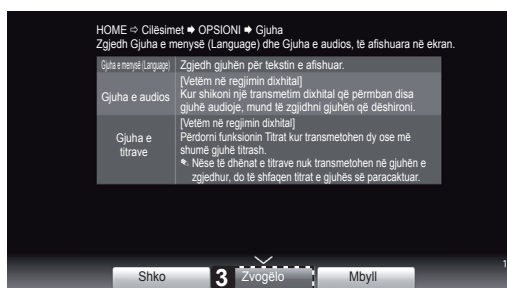 HOME ⇨ Cilësimet ➡ OPSIONI ➡ Gjuha
Zgjedh Gjuha e menysë (Language) dhe Gjuha e audios, të afishuara në ekran.
Gjuha e menysë (Language) Zgjedh gjuhën për tekstin e afishuar.
Gjuha e audios
[Vetëm në regjimin dixhital]
Kur shikoni një transmetim dixhital që përmban disa
gjuhë audioje, mund të zgjidhni gjuhën që dëshironi.
Gjuha e
titrave
[Vetëm në regjimin dixhital]
Përdorni funksionin Titrat kur transmetohen dy ose më
shumë gjuhë titrash.
✎ Nëse të dhënat e titrave nuk transmetohen në gjuhën e
zgjedhur, do të shfaqen titrat e gjuhës së paracaktuar.
1
Shko 3 Zvogëlo Mbyll